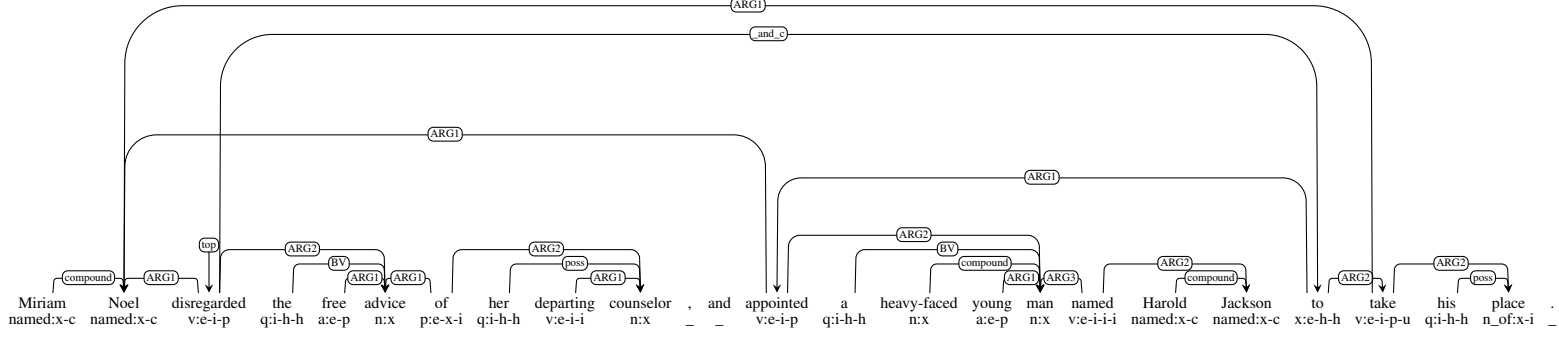 ARG1
_and_c
ARG1
ARG1
top ARG2 ARG2 ARG2
BV poss BV compound ARG2 ARG2
compound ARG1 ARG1 ARG1 ARG1 ARG1 ARG3 compound ARG2 poss
Miriam Noel disregarded the free advice of her departing counselor , and appointed a heavy-faced young man named Harold Jackson to take his place .
named:x-c named:x-c v:e-i-p q:i-h-h a:e-p n:x p:e-x-i q:i-h-h v:e-i-i n:x _ _ v:e-i-p q:i-h-h n:x a:e-p n:x v:e-i-i-i named:x-c named:x-c x:e-h-h v:e-i-p-u q:i-h-h n_of:x-i _